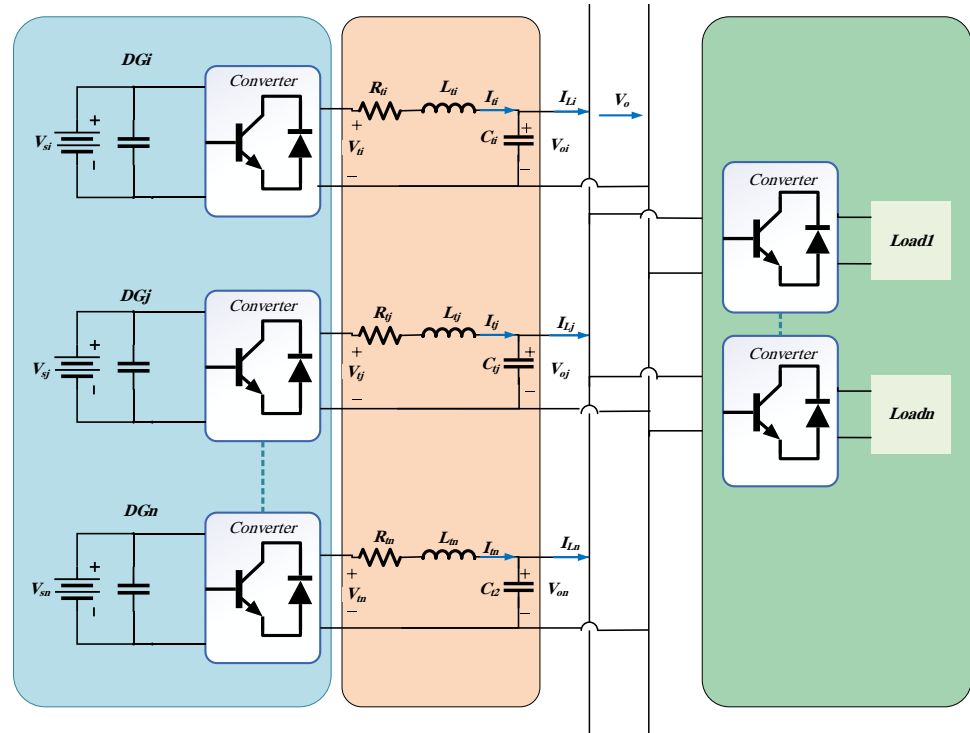 DGi
Converter
Vsi
+
-
Rti
Lti
Iti
ILi
Vo
+
Vti
−
Cti
+
−
Voi
Converter
Load1
DGj
Converter
Vsj
+
-
Rtj
Ltj
Itj
ILj
+
Vtj
−
Ctj
+
−
Voj
Converter
Loadn
DGn
Converter
Vsn
+
-
Rtn
Ltn
Itn
ILn
+
Vtn
−
Ct2
+
−
Von